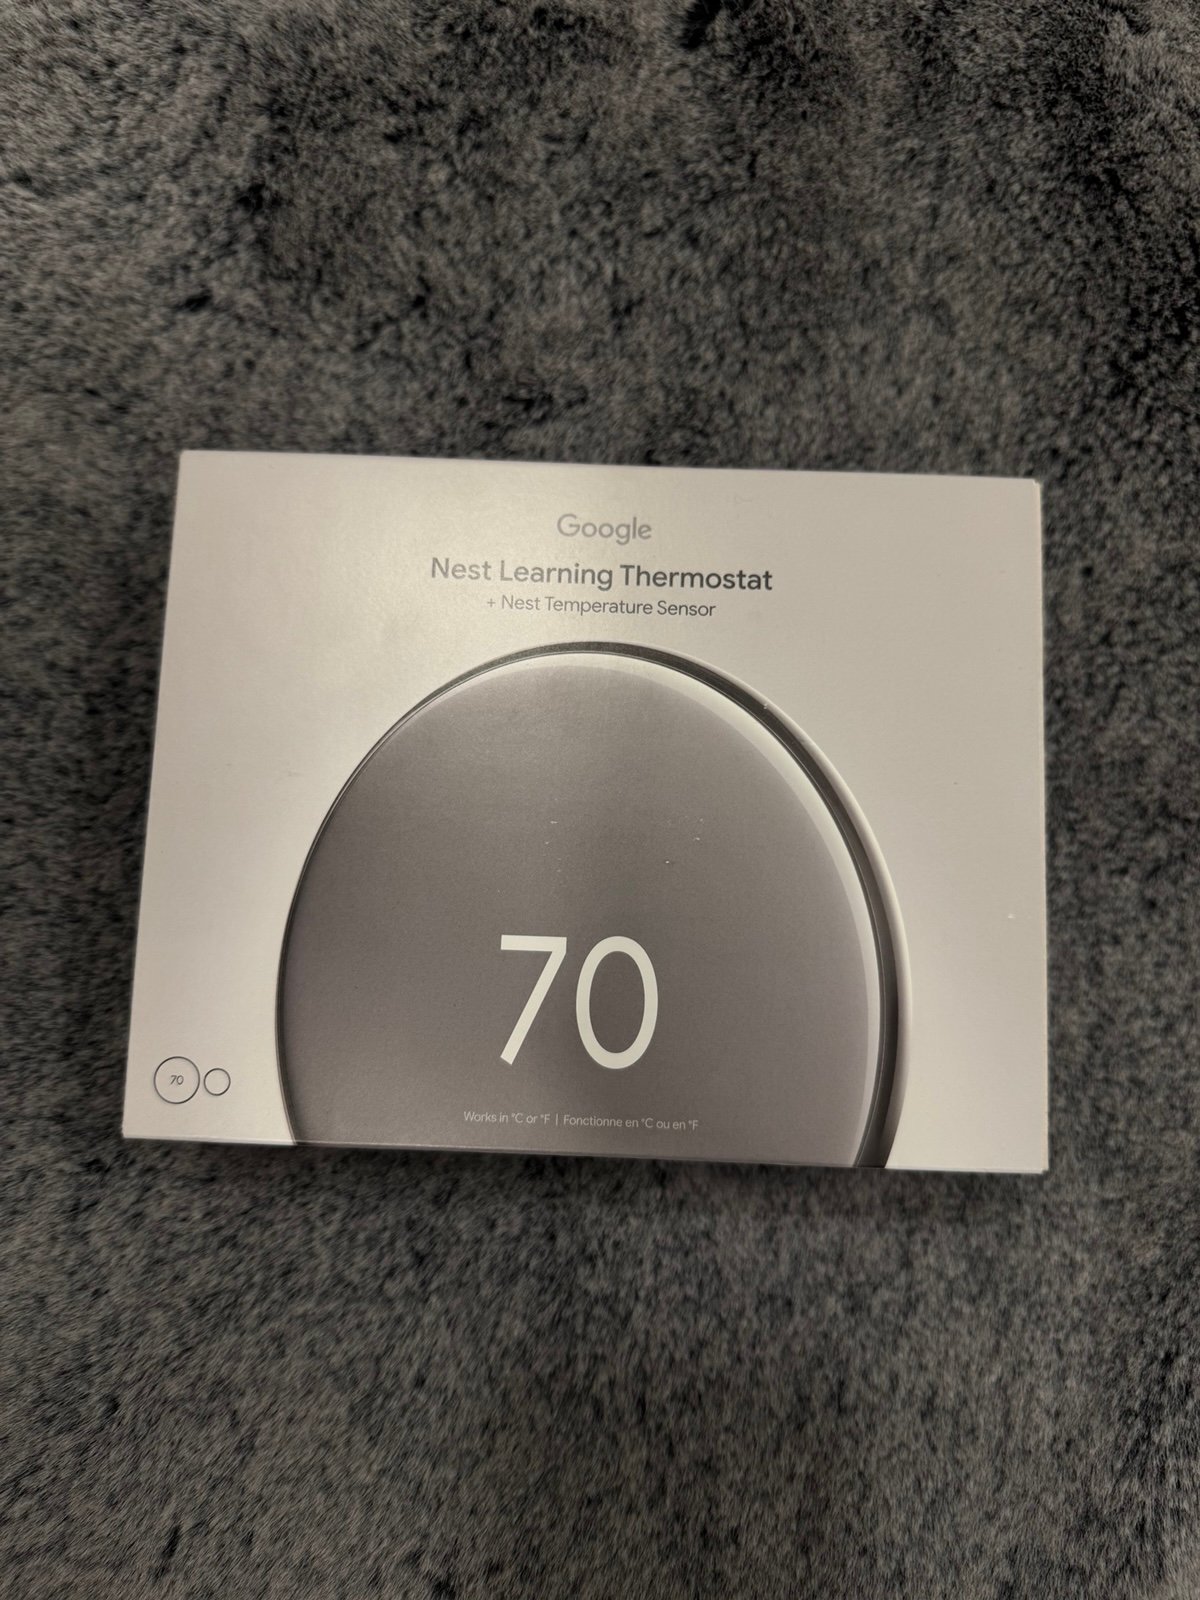 Google
Nest Learning Thermostat
+ Nest Temperature Sensor
70
70
Works in °C or °F | Fonctionne en °C ou en °F